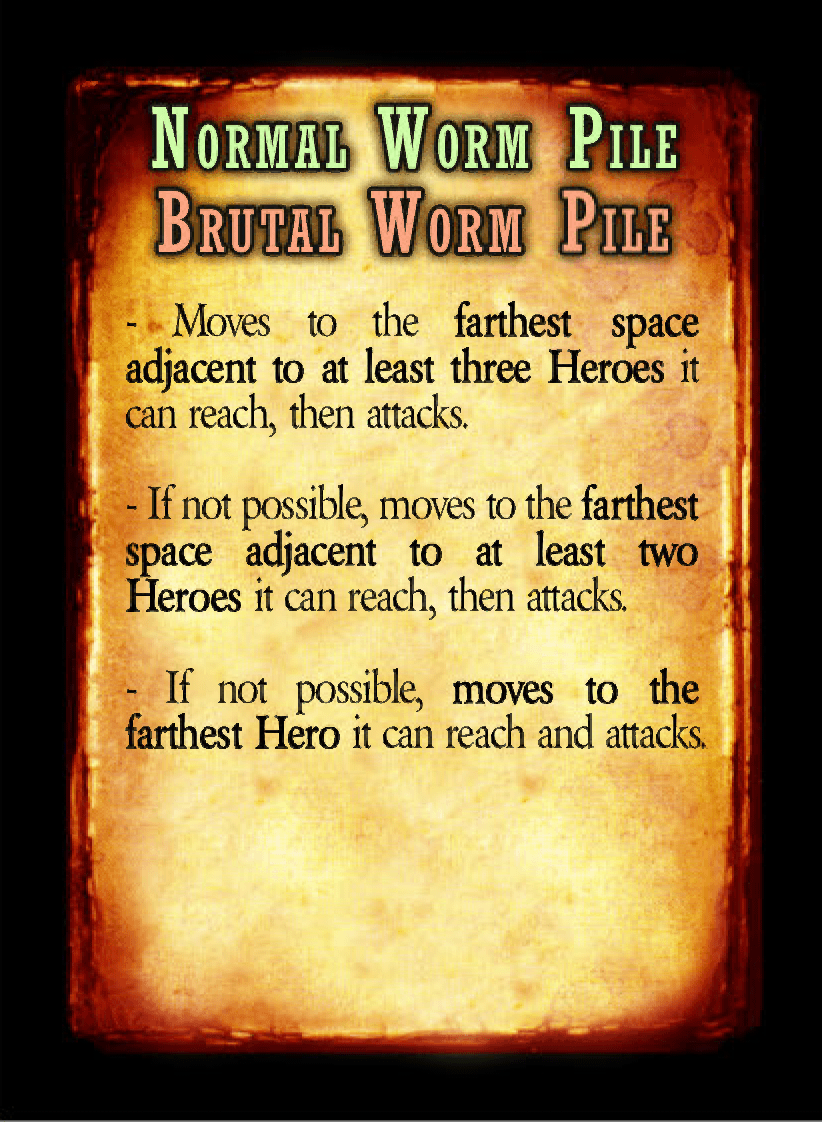 Normal Worm Pile
Brutal Worm Pile
- Moves to the farthest space
adjacent to at least three Heroes it
can reach, then attacks.
- If not possible, moves to the farthest
space adjacent to at least two
Heroes it can reach, then attacks.
- If not possible, moves to the
farthest Hero it can reach and attacks.